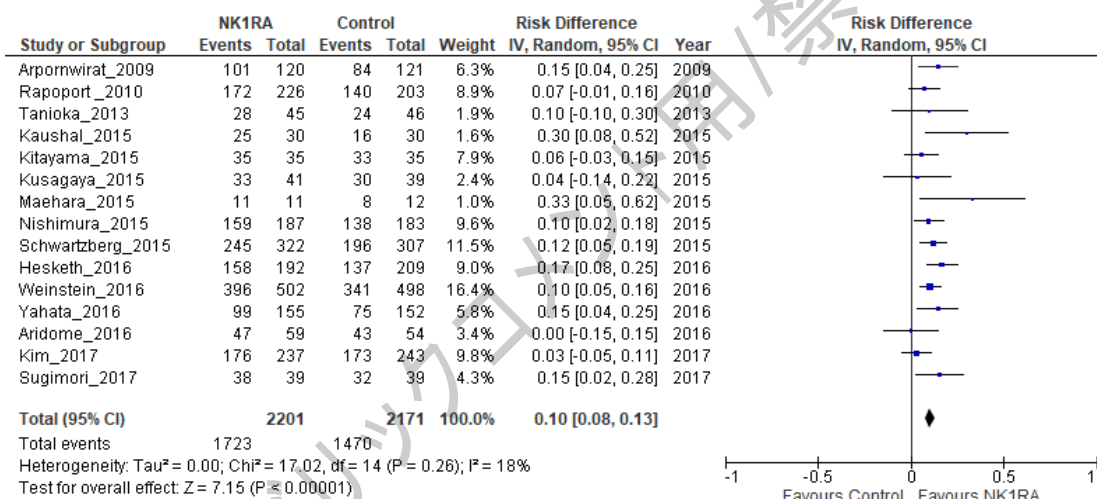 NK1RA Control Risk Difference Risk Difference
Study or Subgroup Events Total Events Total Weight IV, Random, 95% CI Year IV, Random, 95% CI
Arpornwirat_2009 101 120 84 121 6.3% 0.15 [0.04, 0.25] 2009
Rapoport _2010 172 226 140 203 8.9% 0.07 [-0.01, 0.16] 2010
Tanioka_2013 28 45 24 46 1.9% 0.10 [-0.10, 0.30] 2013
Kaushal_2015 25 30 16 30 1.6% 0.30 [0.08, 0.52] 2015
Kitayama_2015 35 35 33 35 7.9% 0.06 [-0.03, 0.15] 2015
Kusagaya_2015 33 41 30 39 2.4% 0.04 [-0.14, 0.22] 2015
Maehara_2015 11 11 8 12 1.0% 0.33 [0.05, 0.62] 2015
Nishimura_2015 159 187 138 183 9.6% 0.10 [0.02, 0.18] 2015
Schwartzberg_2015 245 322 196 307 11.5% 0.12 [0.05, 0.19] 2015
Hesketh_2016 158 192 137 209 9.0% 0.17 [0.08, 0.25] 2016
Weinstein_2016 396 502 341 498 16.4% 0.10 [0.05, 0.16] 2016
Yahata_2016 99 155 75 152 5.8% 0.15 [0.04, 0.25] 2016
Aridome_2016 47 59 43 54 3.4% 0.00 [-0.15, 0.15] 2016
Kim_2017 176 237 173 243 9.8% 0.03 [-0.05, 0.11] 2017
Sugimori_2017 38 39 32 39 4.3% 0.15 [0.02, 0.28] 2017
Total (95% CI) 2201 2171 100.0% 0.10 [0.08, 0.13]
Total events 1723 1470
Heterogeneity: Tau² = 0.00; Chi² = 17.02, df = 14 (P = 0.26); I² = 18%
Test for overall effect: Z = 7.15 (P < 0.00001)
-1 -0.5 0 0.5 1
Favours Control Favours NK1RA
ブリックコメント用/禁